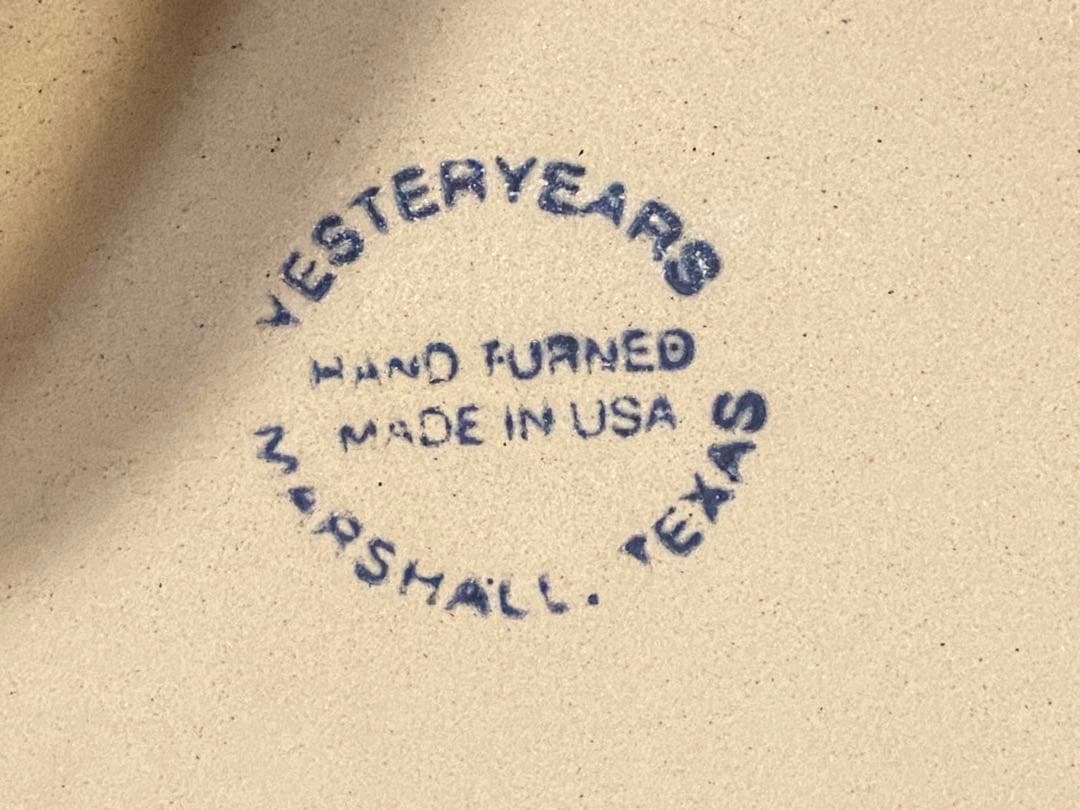 YESTERYEARS
HAND TURNED
MADE IN USA
MARSHALL. TEXAS